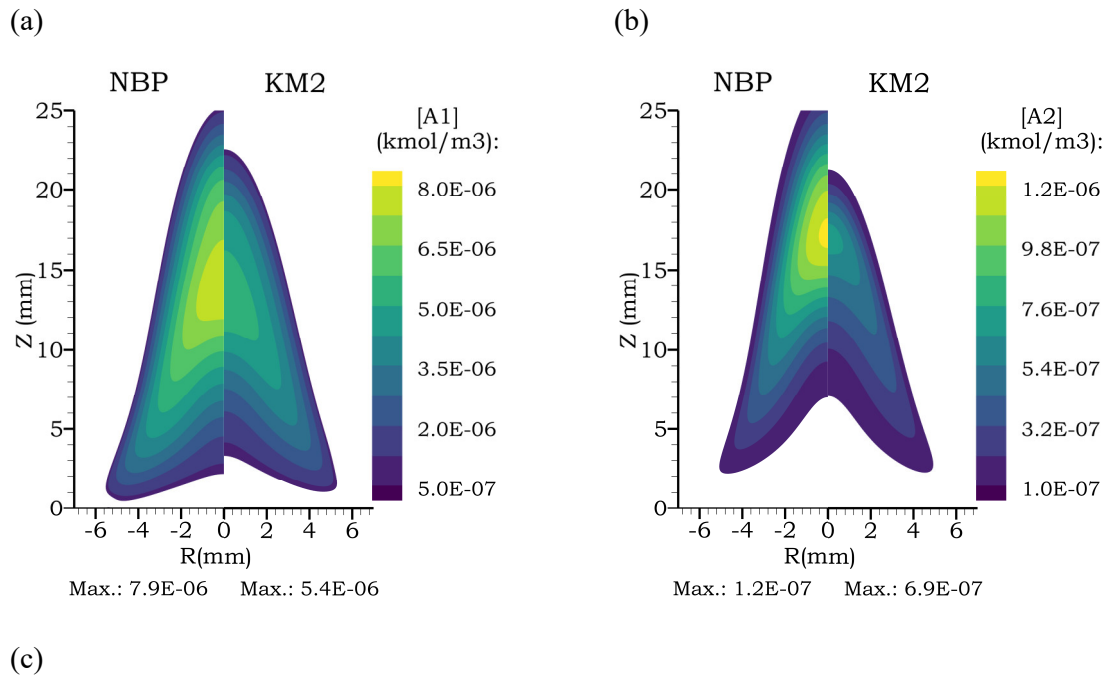 (a)
NBP KM2
[A1]
(kmol/m3):
25
20
15
10
5
0
Z (mm)
8.0E-06
6.5E-06
5.0E-06
3.5E-06
2.0E-06
5.0E-07
-6 -4 -2 0 2 4 6
R(mm)
Max.: 7.9E-06 Max.: 5.4E-06
(b)
NBP KM2
[A2]
(kmol/m3):
25
20
15
10
5
0
Z (mm)
1.2E-06
9.8E-07
7.6E-07
5.4E-07
3.2E-07
1.0E-07
-6 -4 -2 0 2 4 6
R(mm)
Max.: 1.2E-07 Max.: 6.9E-07
(c)